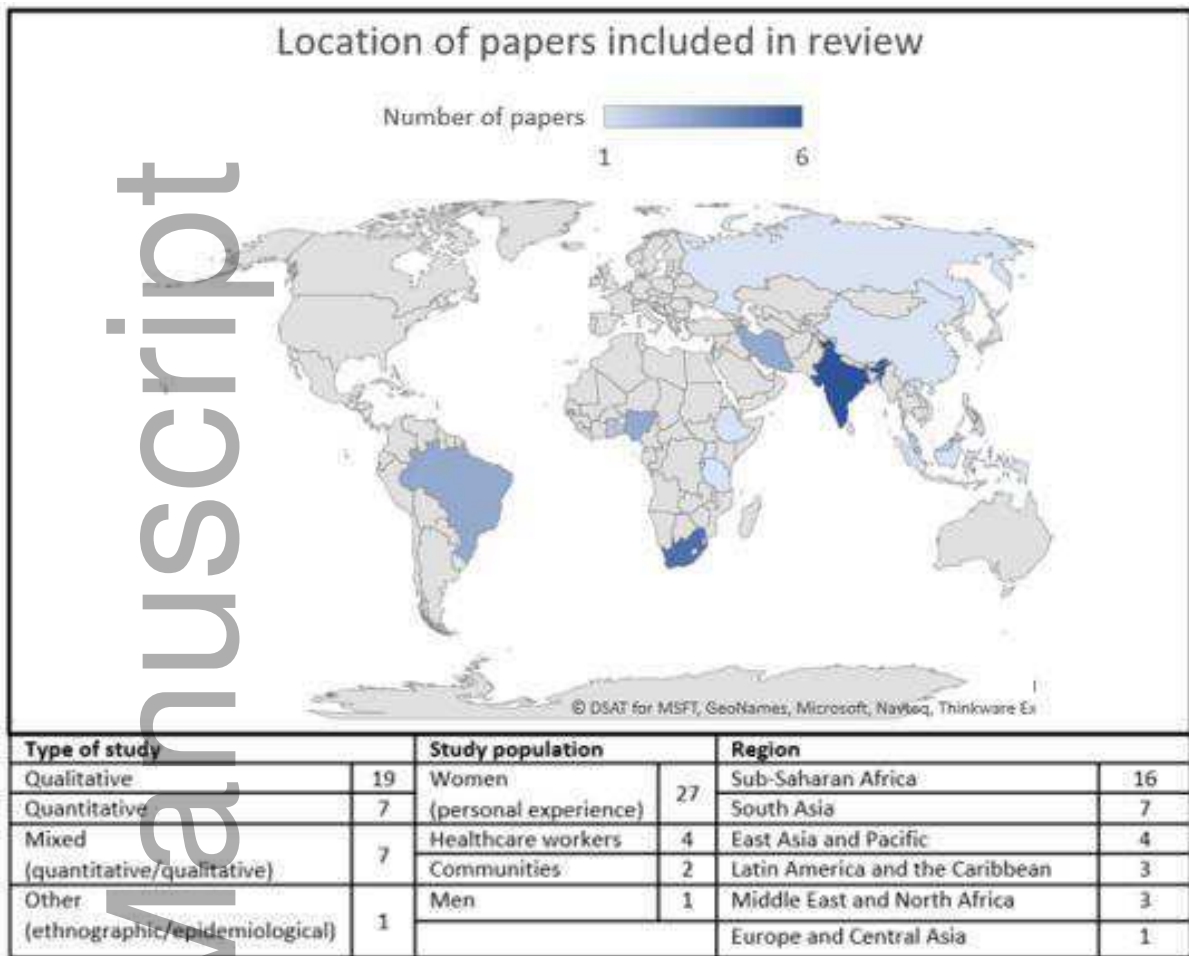 Location of papers included in review
Number of papers
1 6
Manuscript
© DSAT for MSFT, GeoNames, Microsoft, Navteq, Thinkware Ex
Type of study Study population Region
Qualitative 19 Women (personal experience) 27 Sub-Saharan Africa 16
Quantitative 7 South Asia 7
Mixed (quantitative/qualitative) 7 Healthcare workers 4 East Asia and Pacific 4
Communities 2 Latin America and the Caribbean 3
Other (ethnographic/epidemiological) 1 Men 1 Middle East and North Africa 3
Europe and Central Asia 1